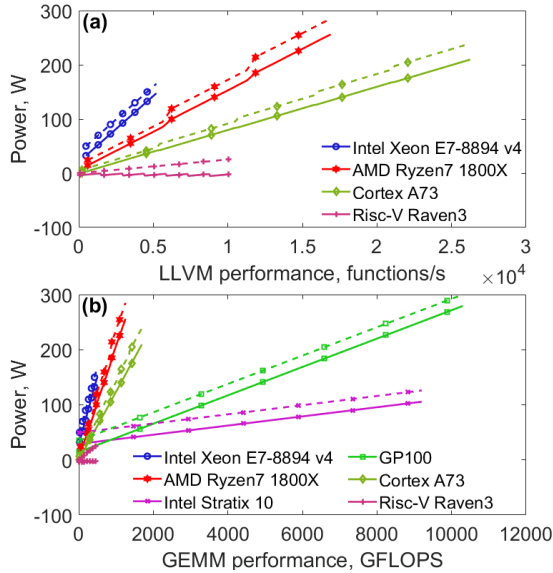 (a)
300
200
100
0
-100
Power, W
Intel Xeon E7-8894 v4
AMD Ryzen7 1800X
Cortex A73
Risc-V Raven3
0 0.5 1 1.5 2 2.5 3
LLVM performance, functions/s
×10⁴
(b)
300
200
100
0
-100
Power, W
Intel Xeon E7-8894 v4 GP100
AMD Ryzen7 1800X Cortex A73
Intel Stratix 10 Risc-V Raven3
0 2000 4000 6000 8000 10000 12000
GEMM performance, GFLOPS